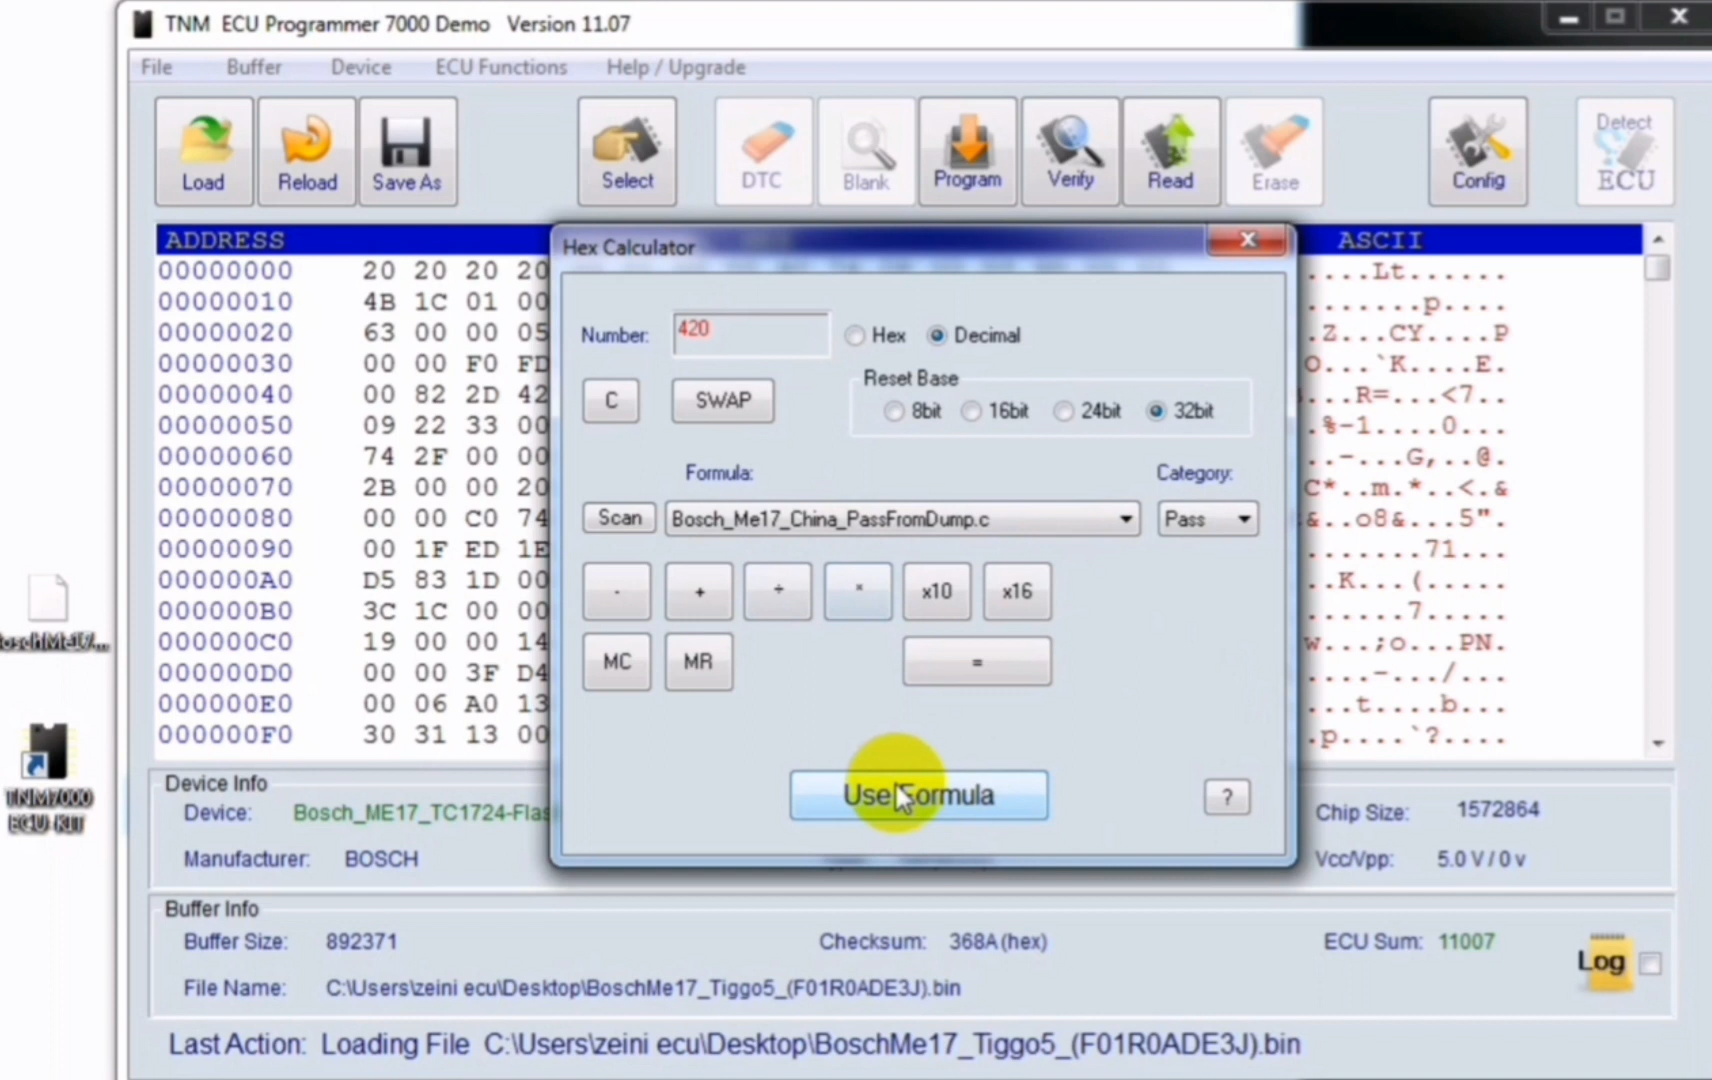 TNM ECU Programmer 7000 Demo Version 11.07
File Buffer Device ECU Functions Help / Upgrade
Load Reload Save As Select DTC Blank Program Verify Read Erase Config Detect ECU
ADDRESS ASCII
Hex Calculator
00000000 20 20 20 20 ....Lt......
00000010 4B 1C 01 00 .......p....
00000020 63 00 00 05 .Z...CY....P
00000030 00 00 F0 FD O...`K....E.
00000040 00 82 2D 42 ..R=...<7..
00000050 09 22 33 00 .%-1....0...
00000060 74 2F 00 00 ..-...G,..@.
00000070 2B 00 00 20 C*..m.*..<.&
00000080 00 00 C0 74 &..o8&...5".
00000090 00 1F ED 1E .......71...
000000A0 D5 83 1D 00 ..K...(.....
000000B0 3C 1C 00 00 ......7.....
000000C0 19 00 00 14 w...;o...PN.
000000D0 00 00 3F D4 ....-.../...
000000E0 00 06 A0 13 ...t....b...
000000F0 30 31 13 00 .p....`?....
Number: 420 Hex Decimal
C SWAP
Reset Base
8bit 16bit 24bit 32bit
Formula: Category:
Scan Bosch_Me17_China_PassFromDump.c Pass
- + ÷ * x10 x16
MC MR =
Use Formula ?
TNM7000
ECU KIT
Device Info
Device: Bosch_ME17_TC1724-Flas Chip Size: 1572864
Manufacturer: BOSCH Vcc/Vpp: 5.0 V / 0 v
Buffer Info
Buffer Size: 892371 Checksum: 368A (hex) ECU Sum: 11007
Log
File Name: C:\Users\zeini ecu\Desktop\BoschMe17_Tiggo5_(F01R0ADE3J).bin
Last Action: Loading File C:\Users\zeini ecu\Desktop\BoschMe17_Tiggo5_(F01R0ADE3J).bin